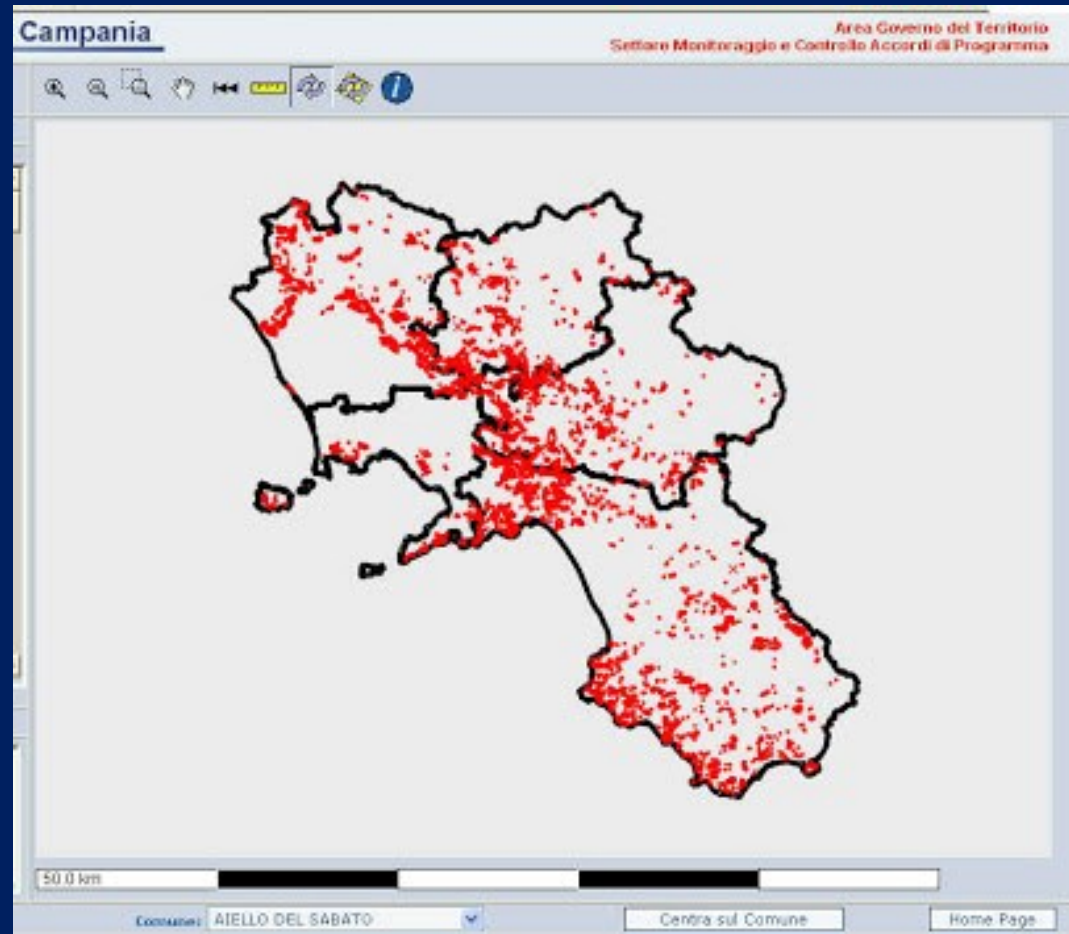 Campania
Area Governo del Territorio
Settore Monitoraggio e Controllo Accordi di Programma
i
50.0 km
Comune: AIELLO DEL SABATO
Centra sul Comune
Home Page